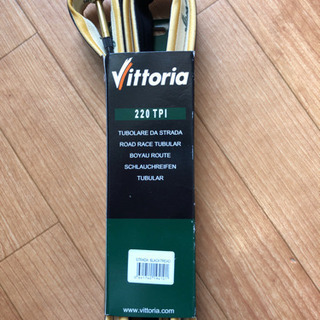 Vittoria
220 TPI
TUBOLARE DA STRADA
ROAD RACE TUBULAR
BOYAU ROUTE
SCHLAUCHREIFEN
TUBULAR
www.vittoria.com